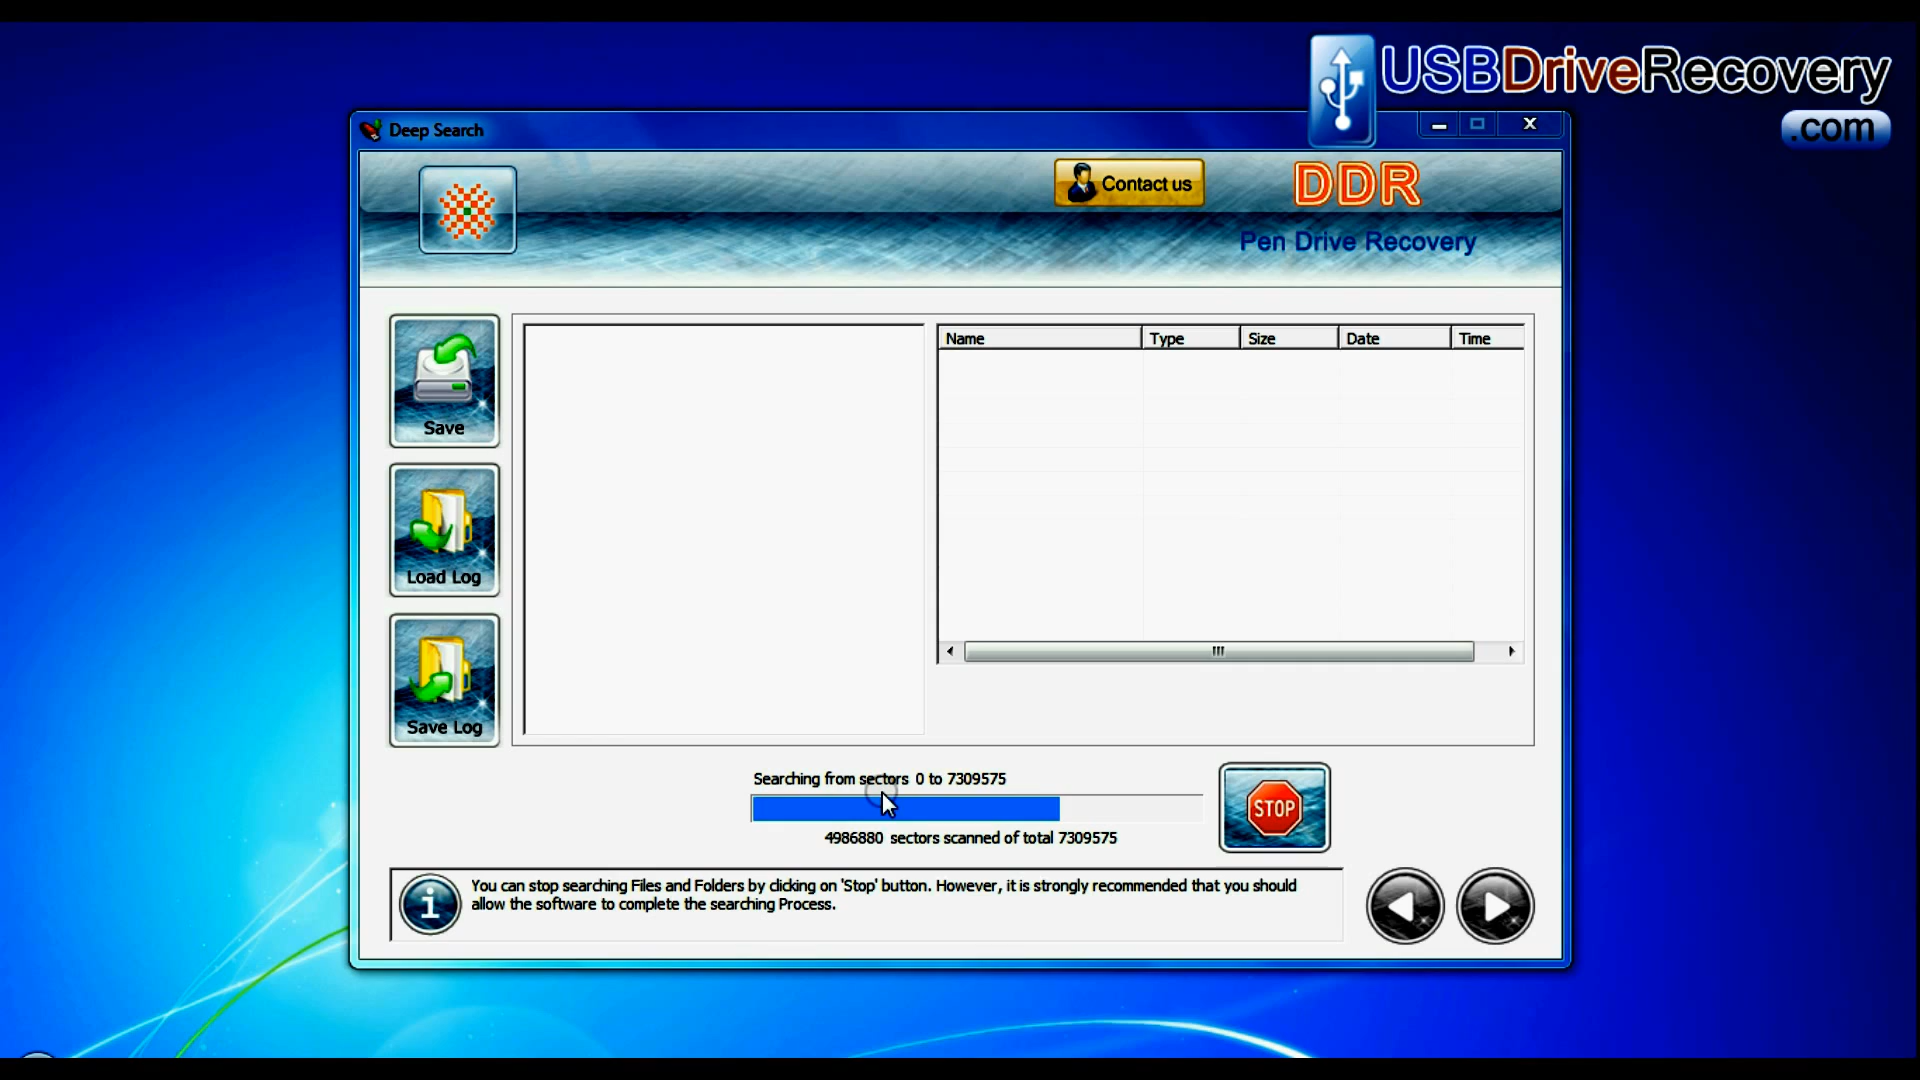 USBDriveRecovery
.com
Deep Search
Contact us
DDR
Pen Drive Recovery
Save
Load Log
Save Log
Name Type Size Date Time
Searching from sectors 0 to 7309575
4986880 sectors scanned of total 7309575
STOP
You can stop searching Files and Folders by clicking on 'Stop' button. However, it is strongly recommended that you should
allow the software to complete the searching Process.